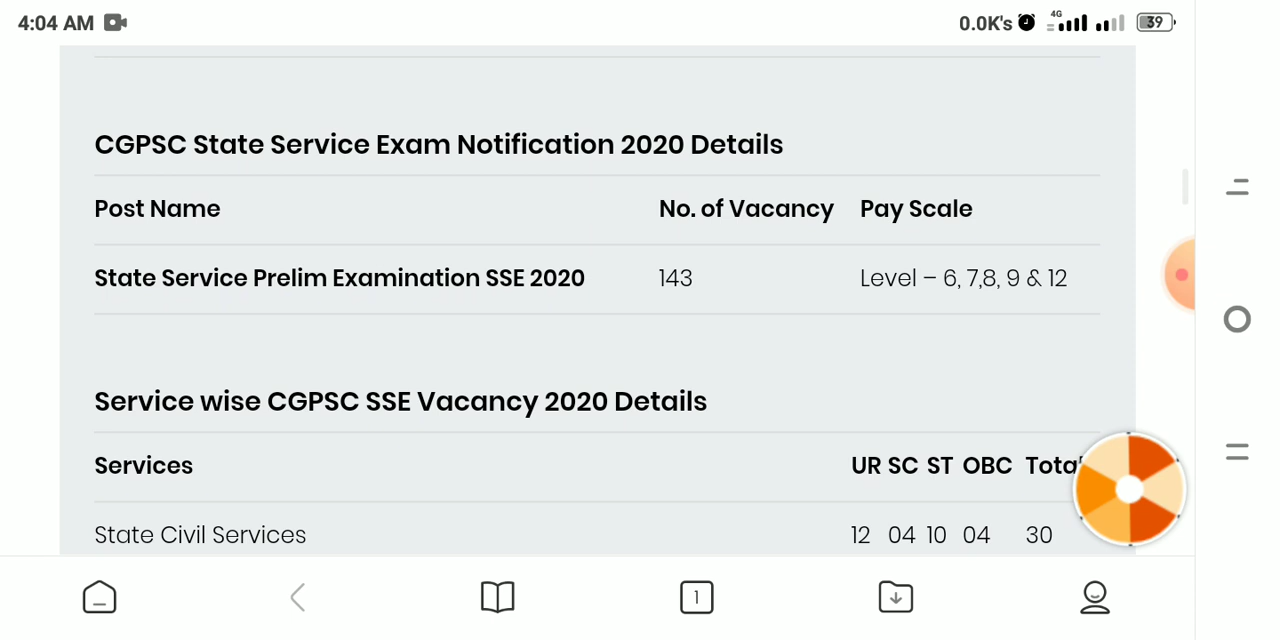 4:04 AM 0.0K's 4G 39
CGPSC State Service Exam Notification 2020 Details
Post Name No. of Vacancy Pay Scale
State Service Prelim Examination SSE 2020 143 Level – 6, 7,8, 9 & 12
Service wise CGPSC SSE Vacancy 2020 Details
Services UR SC ST OBC Total
State Civil Services 12 04 10 04 30
1